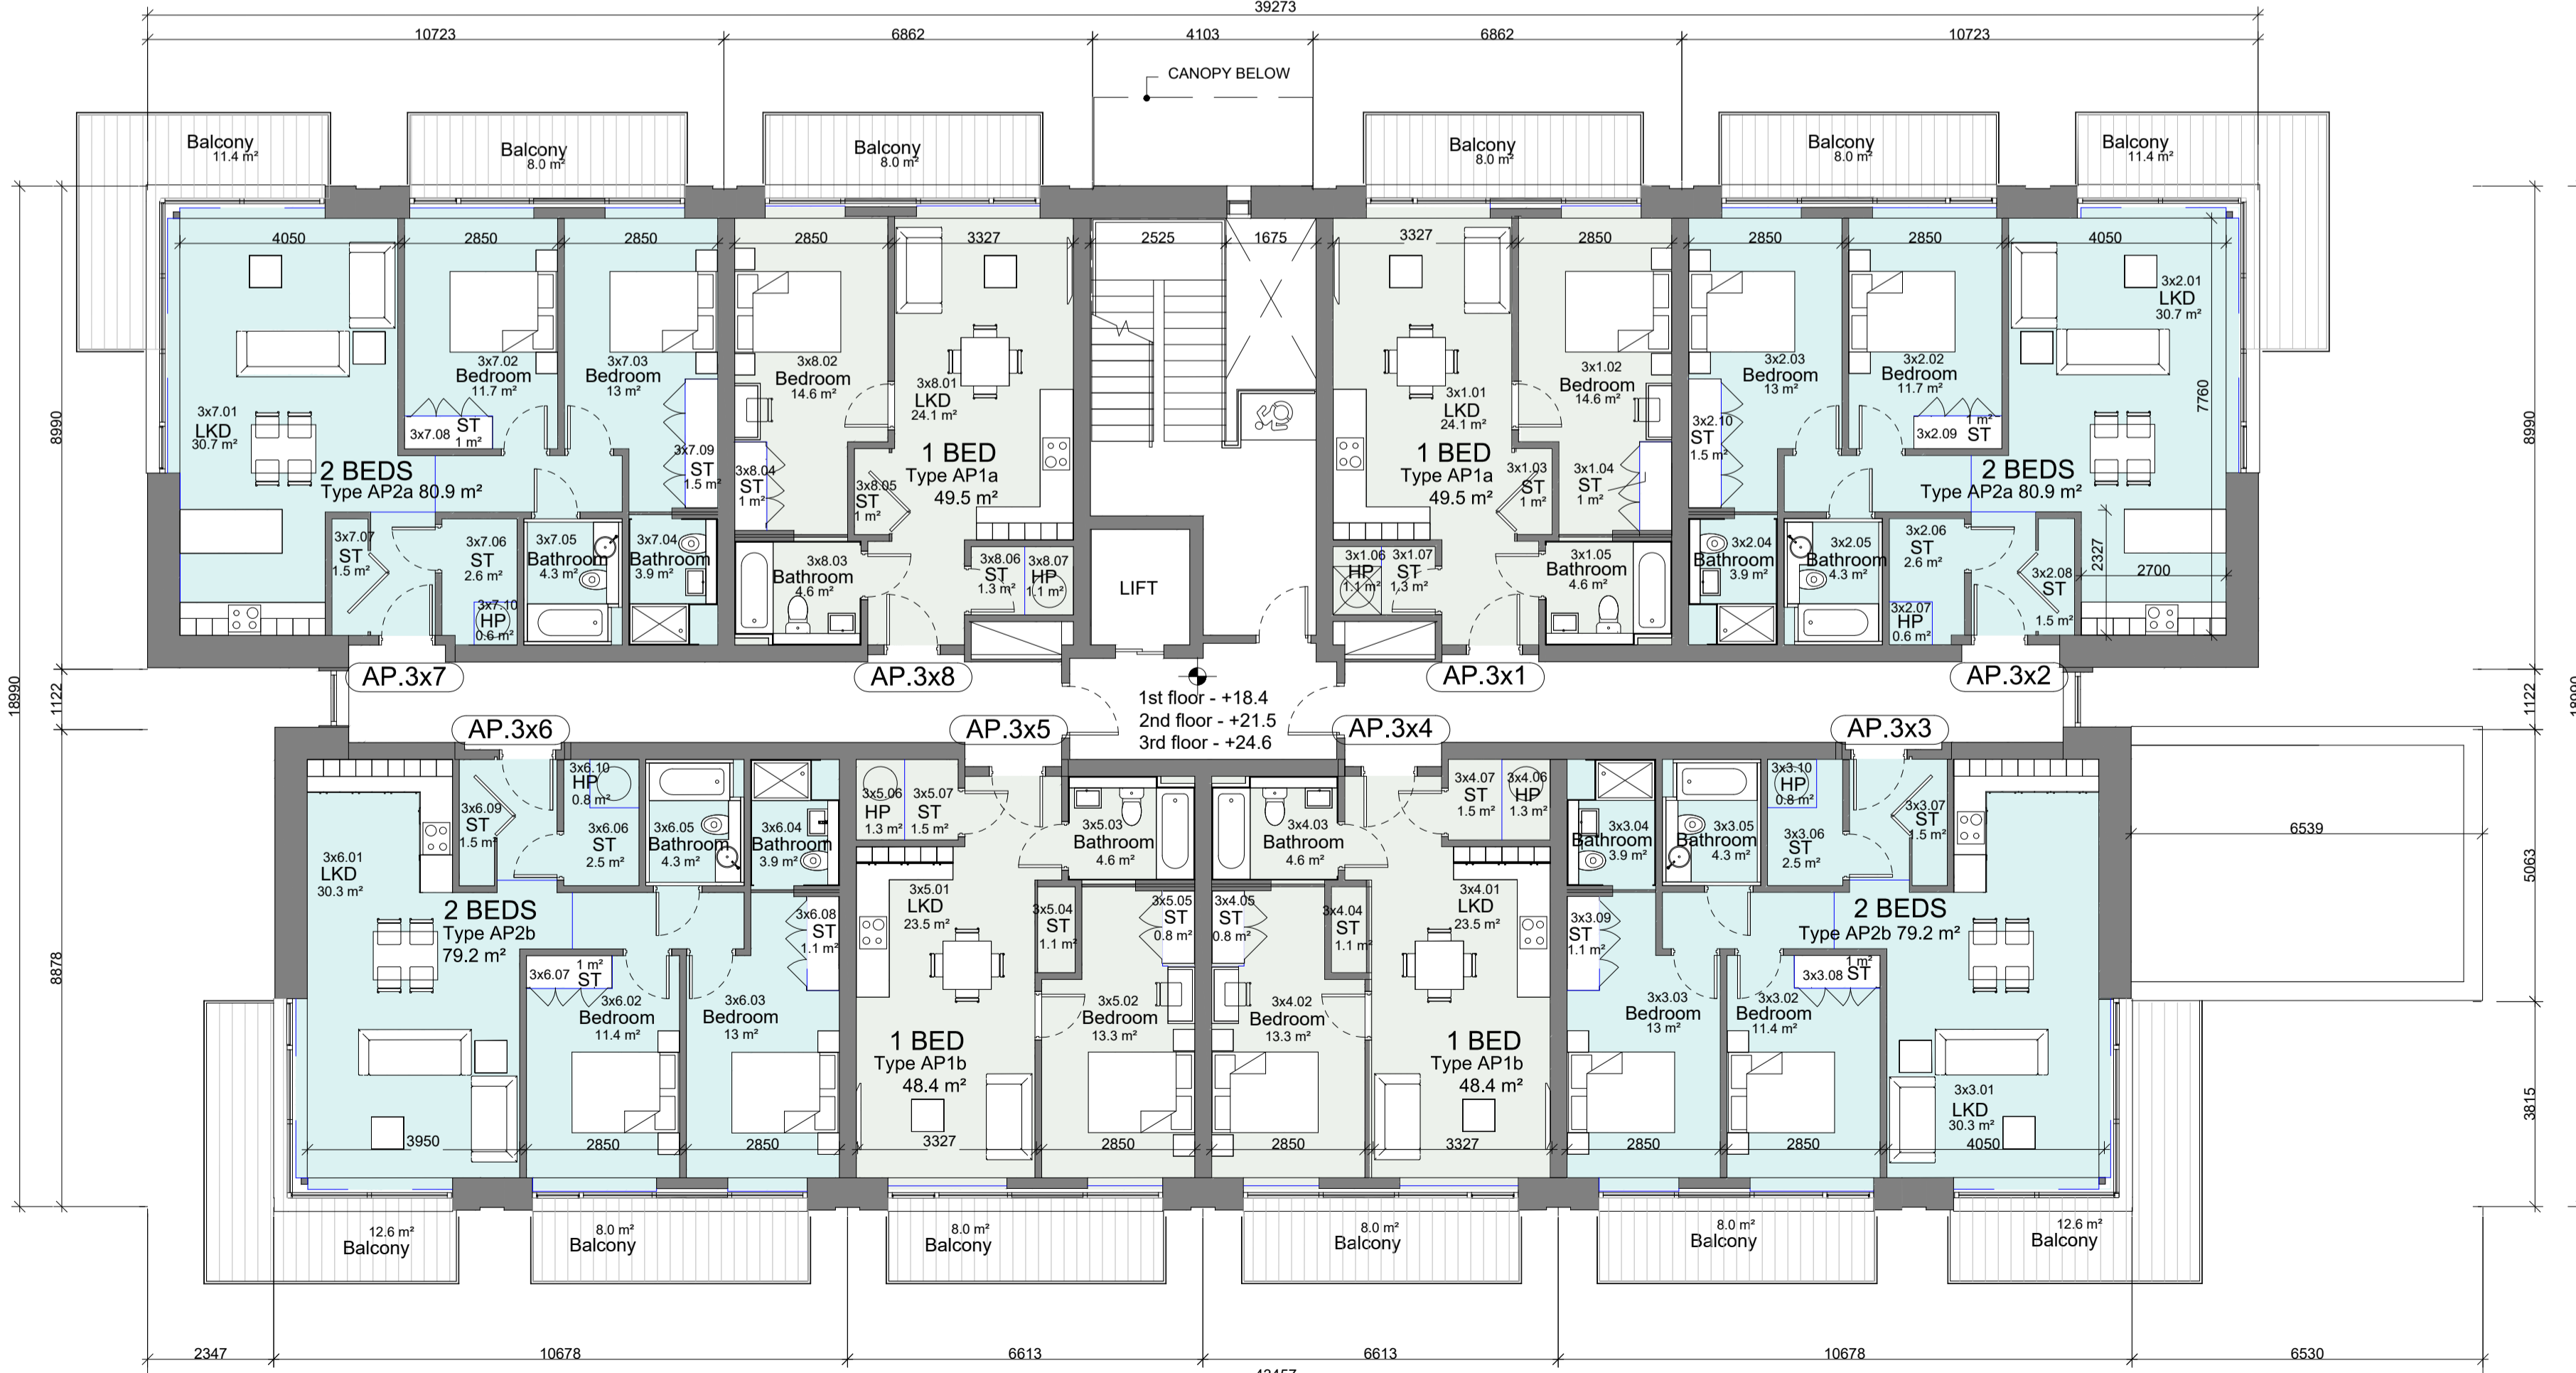 39273
10723
6862
4103
6862
10723
CANOPY BELOW
Balcony
11.4 m²
Balcony
8.0 m²
Balcony
8.0 m²
Balcony
8.0 m²
Balcony
8.0 m²
Balcony
11.4 m²
4050
2850
2850
2850
3327
2525
1675
3327
2850
2850
2850
4050
18990
8990
1122
8878
3x7.01
LKD
30.7 m²
3x7.02
Bedroom
11.7 m²
3x7.03
Bedroom
13 m²
3x7.08
ST
1 m²
3x7.09
ST
1.5 m²
2 BEDS
Type AP2a 80.9 m²
3x7.07
ST
1.5 m²
3x7.06
ST
2.6 m²
3x7.10
HP
0.6 m²
3x7.05
Bathroom
4.3 m²
3x7.04
Bathroom
3.9 m²
3x8.02
Bedroom
14.6 m²
3x8.01
LKD
24.1 m²
3x8.04
ST
1 m²
3x8.05
ST
1 m²
1 BED
Type AP1a
49.5 m²
3x8.03
Bathroom
4.6 m²
3x8.06
ST
1.3 m²
3x8.07
HP
1.1 m²
LIFT
3x1.01
LKD
24.1 m²
3x1.02
Bedroom
14.6 m²
1 BED
Type AP1a
49.5 m²
3x1.03
ST
1 m²
3x1.04
ST
1 m²
3x1.06
HP
1.1 m²
3x1.07
ST
1.3 m²
3x1.05
Bathroom
4.6 m²
3x2.03
Bedroom
13 m²
3x2.02
Bedroom
11.7 m²
3x2.01
LKD
30.7 m²
3x2.10
ST
1.5 m²
3x2.09
1 m²
ST
2 BEDS
Type AP2a 80.9 m²
3x2.04
Bathroom
3.9 m²
3x2.05
Bathroom
4.3 m²
3x2.06
ST
2.6 m²
3x2.07
HP
0.6 m²
3x2.08
ST
1.5 m²
7760
2327
2700
8990
1122
18990
5063
3815
AP.3x7
AP.3x8
AP.3x1
AP.3x2
1st floor - +18.4
2nd floor - +21.5
3rd floor - +24.6
AP.3x6
AP.3x5
AP.3x4
AP.3x3
3x6.01
LKD
30.3 m²
3x6.09
ST
1.5 m²
3x6.10
HP
0.8 m²
3x6.06
ST
2.5 m²
3x6.05
Bathroom
4.3 m²
3x6.04
Bathroom
3.9 m²
2 BEDS
Type AP2b
79.2 m²
3x6.07
1 m²
ST
3x6.08
ST
1.1 m²
3x6.02
Bedroom
11.4 m²
3x6.03
Bedroom
13 m²
3x5.06
HP
1.3 m²
3x5.07
ST
1.5 m²
3x5.03
Bathroom
4.6 m²
3x5.01
LKD
23.5 m²
3x5.04
ST
1.1 m²
3x5.05
ST
0.8 m²
3x5.02
Bedroom
13.3 m²
1 BED
Type AP1b
48.4 m²
3x4.03
Bathroom
4.6 m²
3x4.07
ST
1.5 m²
3x4.06
HP
1.3 m²
3x4.05
ST
0.8 m²
3x4.04
ST
1.1 m²
3x4.01
LKD
23.5 m²
3x4.02
Bedroom
13.3 m²
1 BED
Type AP1b
48.4 m²
3x3.04
Bathroom
3.9 m²
3x3.05
Bathroom
4.3 m²
3x3.10
HP
0.8 m²
3x3.06
ST
2.5 m²
3x3.07
ST
1.5 m²
3x3.09
ST
1.1 m²
2 BEDS
Type AP2b 79.2 m²
3x3.08
1 m²
ST
3x3.03
Bedroom
13 m²
3x3.02
Bedroom
11.4 m²
3x3.01
LKD
30.3 m²
6539
3950
2850
2850
3327
2850
2850
3327
2850
2850
4050
12.6 m²
Balcony
8.0 m²
Balcony
8.0 m²
Balcony
8.0 m²
Balcony
8.0 m²
Balcony
12.6 m²
Balcony
2347
10678
6613
6613
10678
6530